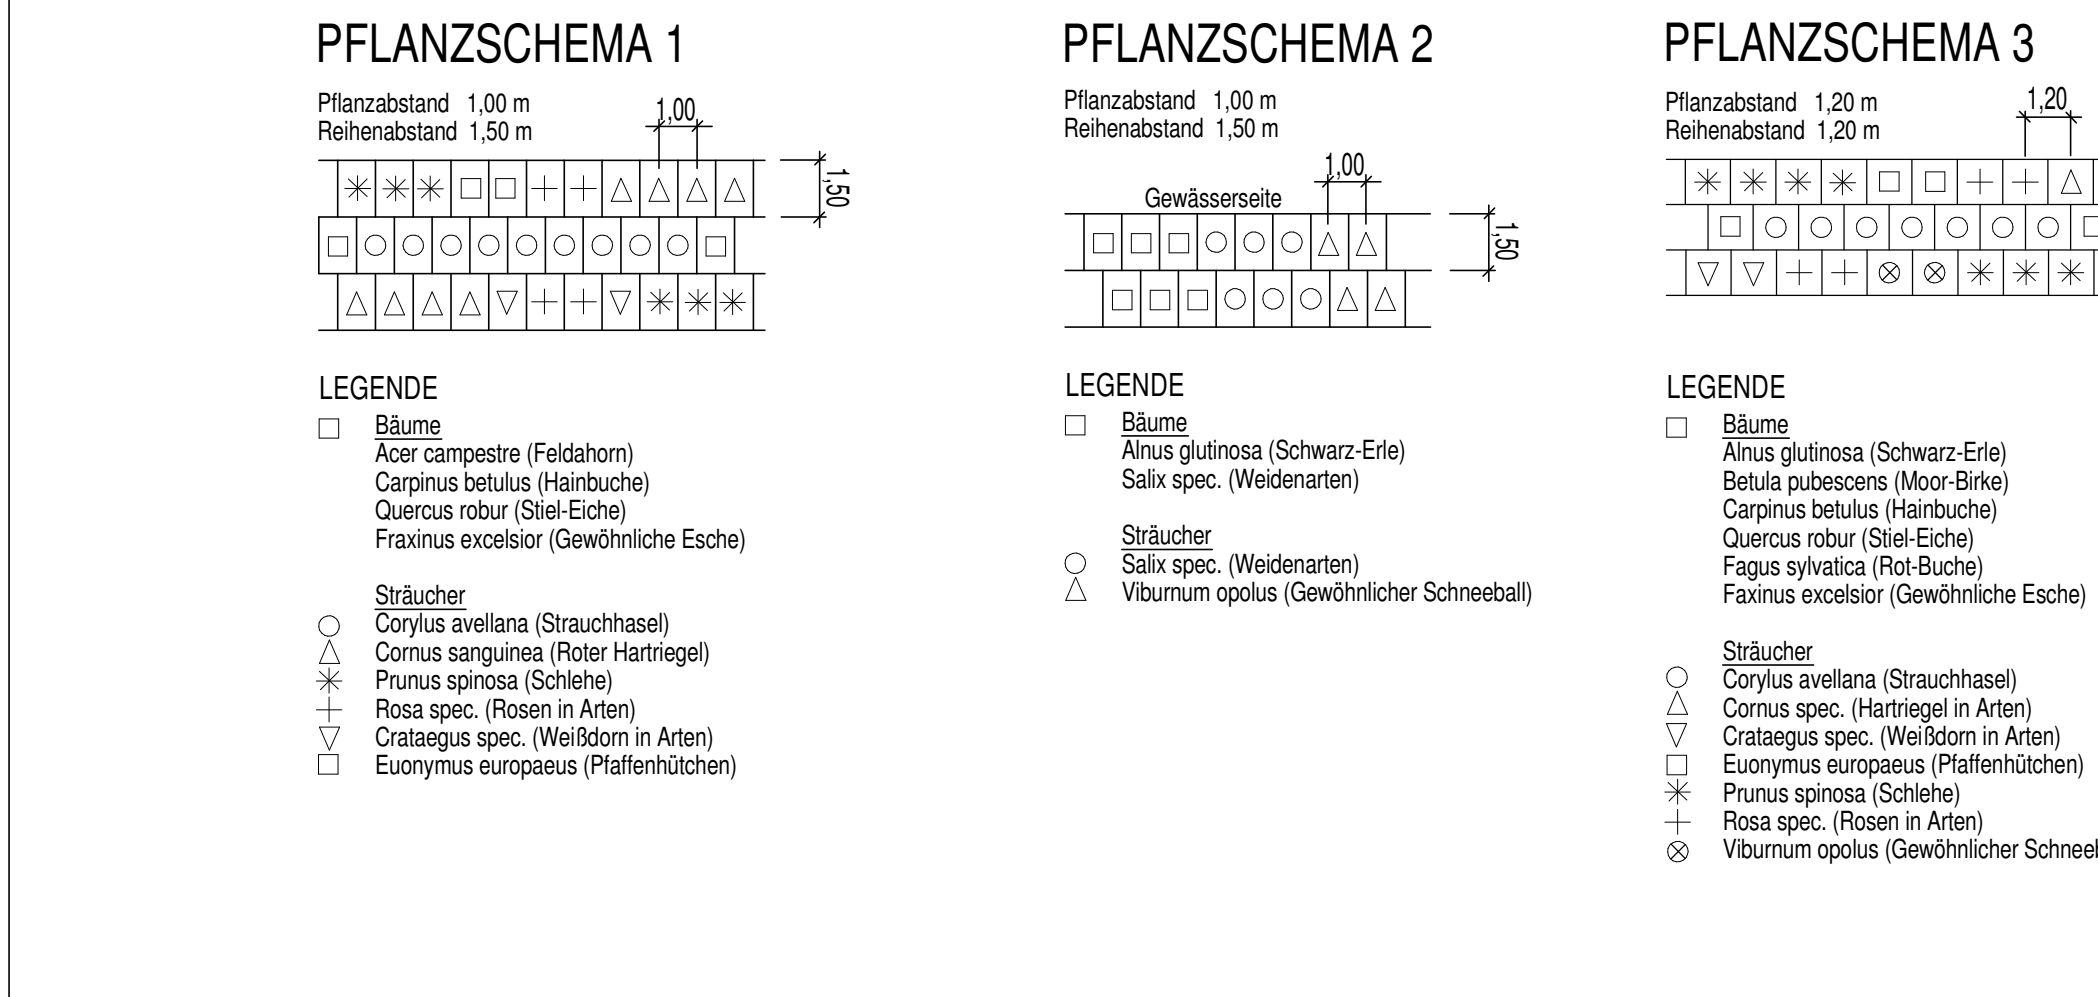 PFLANZSCHEMA 1
Pflanzabstand 1,00 m
Reihenabstand 1,50 m
1,00
1,50
LEGENDE
Bäume
Acer campestre (Feldahorn)
Carpinus betulus (Hainbuche)
Quercus robur (Stiel-Eiche)
Fraxinus excelsior (Gewöhnliche Esche)
Sträucher
Corylus avellana (Strauchhasel)
Cornus sanguinea (Roter Hartriegel)
Prunus spinosa (Schlehe)
Rosa spec. (Rosen in Arten)
Crataegus spec. (Weißdorn in Arten)
Euonymus europaeus (Pfaffenhütchen)
PFLANZSCHEMA 2
Pflanzabstand 1,00 m
Reihenabstand 1,50 m
1,00
Gewässerseite
1,50
LEGENDE
Bäume
Alnus glutinosa (Schwarz-Erle)
Salix spec. (Weidenarten)
Sträucher
Salix spec. (Weidenarten)
Viburnum opolus (Gewöhnlicher Schneeball)
PFLANZSCHEMA 3
Pflanzabstand 1,20 m
Reihenabstand 1,20 m
1,20
LEGENDE
Bäume
Alnus glutinosa (Schwarz-Erle)
Betula pubescens (Moor-Birke)
Carpinus betulus (Hainbuche)
Quercus robur (Stiel-Eiche)
Fagus sylvatica (Rot-Buche)
Faxinus excelsior (Gewöhnliche Esche)
Sträucher
Corylus avellana (Strauchhasel)
Cornus spec. (Hartriegel in Arten)
Crataegus spec. (Weißdorn in Arten)
Euonymus europaeus (Pfaffenhütchen)
Prunus spinosa (Schlehe)
Rosa spec. (Rosen in Arten)
Viburnum opolus (Gewöhnlicher